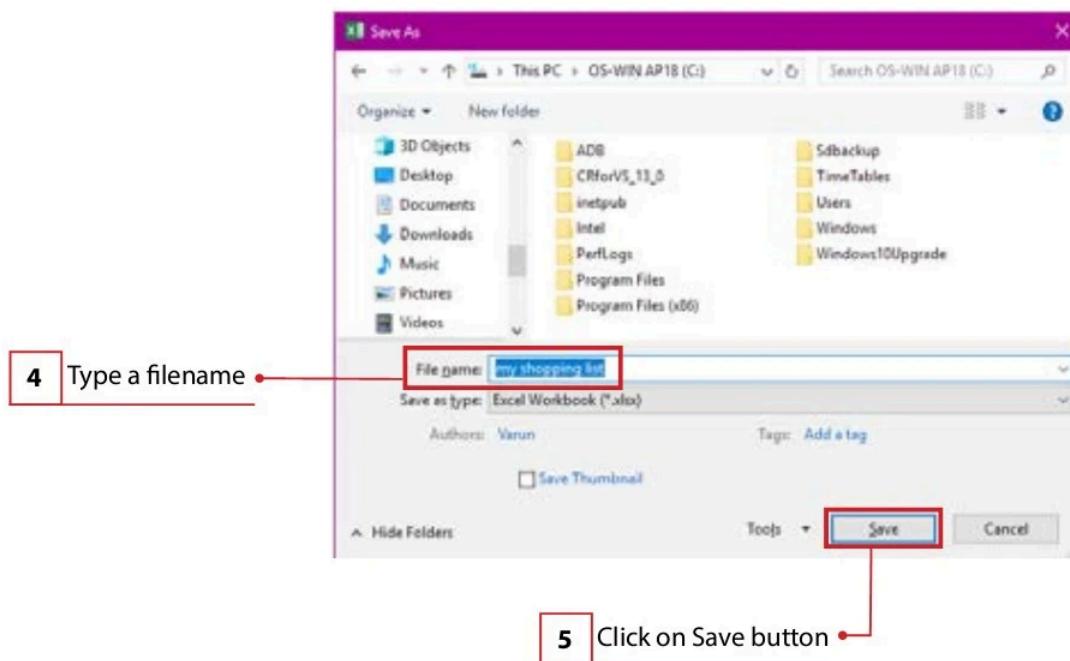 Save As
This PC › OS-WIN AP18 (C:)
Search OS-WIN AP18 (C:)
Organize
New folder
3D Objects
Desktop
Documents
Downloads
Music
Pictures
Videos
ADB
CRforVS_13_0
inetpub
Intel
PerfLogs
Program Files
Program Files (x86)
Sdbackup
TimeTables
Users
Windows
Windows10Upgrade
4 Type a filename
File name: my shopping list
Save as type: Excel Workbook (*.xlsx)
Authors: Varun
Tags: Add a tag
Save Thumbnail
Hide Folders
Tools
Save
Cancel
5 Click on Save button